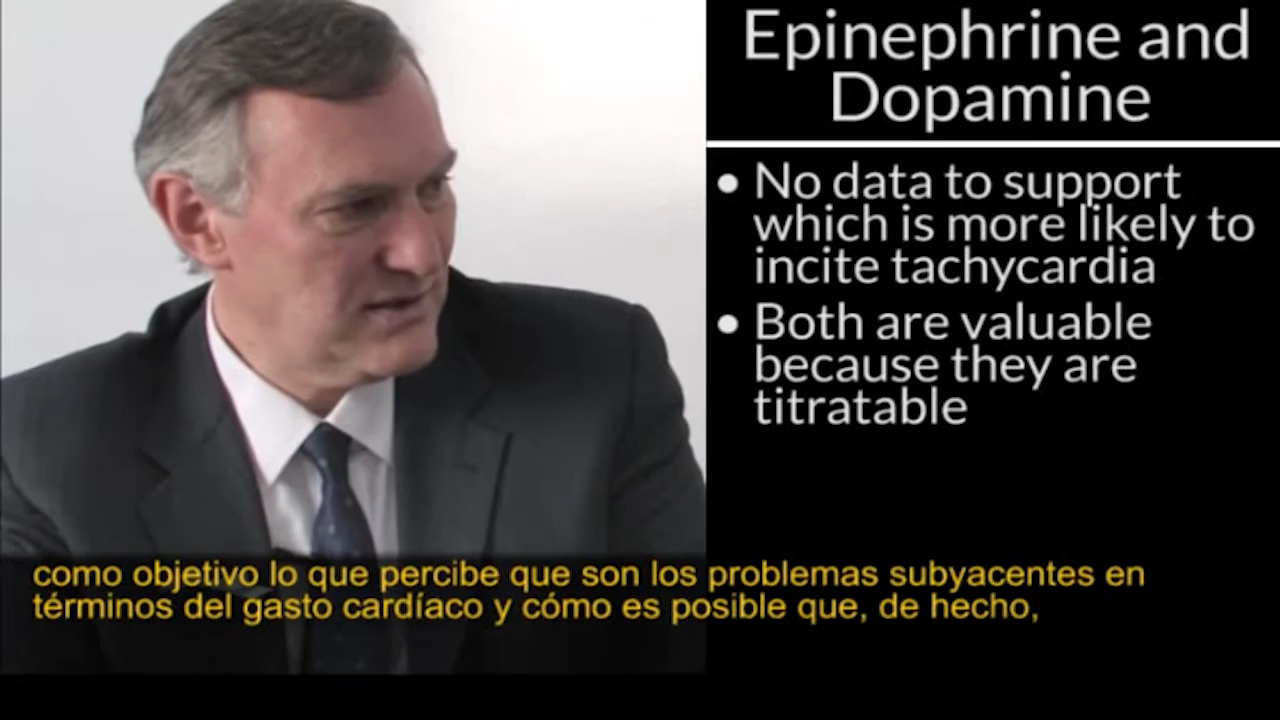 Epinephrine and
Dopamine
• No data to support
which is more likely to
incite tachycardia
• Both are valuable
because they are
titratable
como objetivo lo que percibe que son los problemas subyacentes en
términos del gasto cardíaco y cómo es posible que, de hecho,